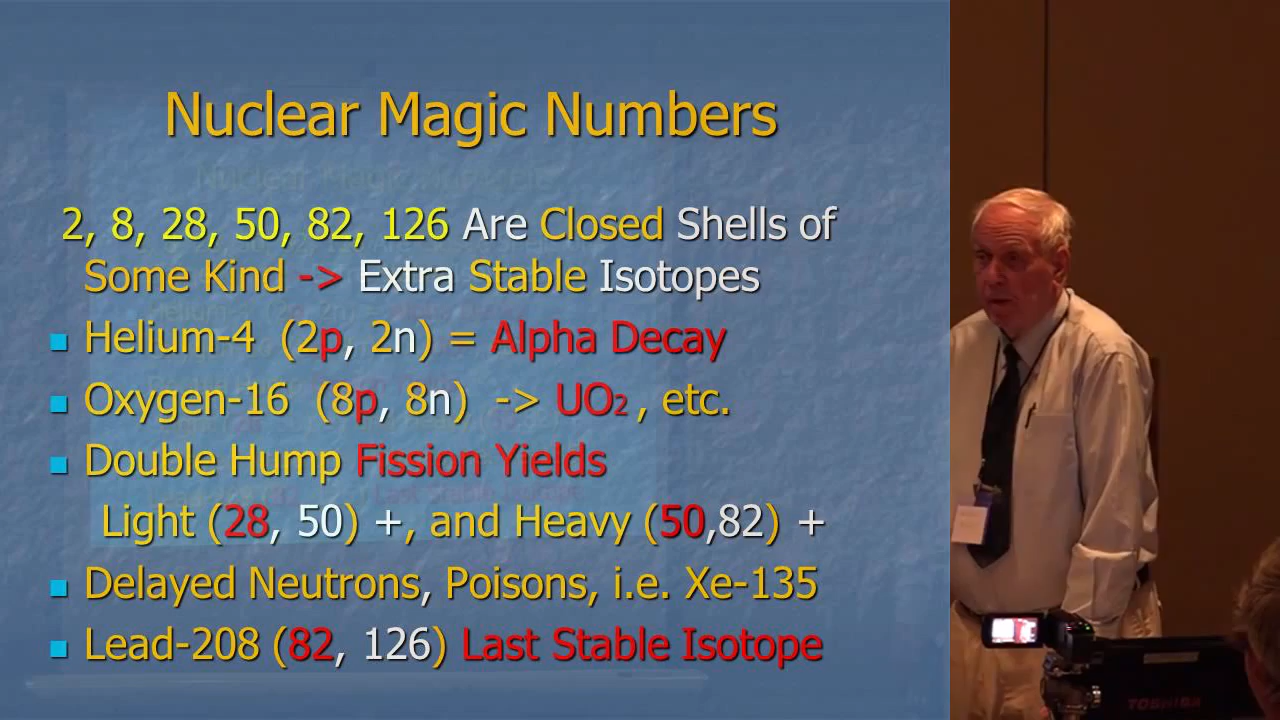 Nuclear Magic Numbers
2, 8, 28, 50, 82, 126 Are Closed Shells of
Some Kind -> Extra Stable Isotopes
Helium-4 (2p, 2n) = Alpha Decay
Oxygen-16 (8p, 8n) -> UO₂ , etc.
Double Hump Fission Yields
Light (28, 50) +, and Heavy (50,82) +
Delayed Neutrons, Poisons, i.e. Xe-135
Lead-208 (82, 126) Last Stable Isotope
TOSHIBA